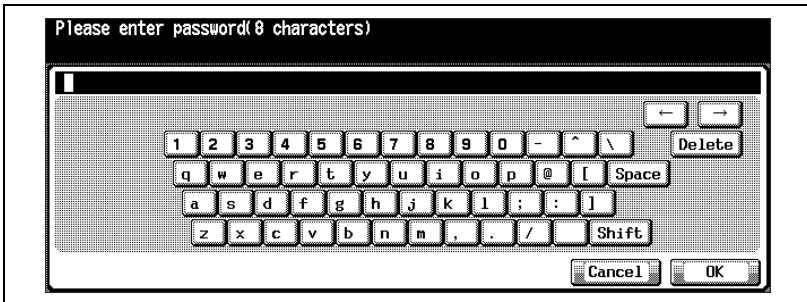 Please enter password(8 characters)
← →
1 2 3 4 5 6 7 8 9 0 - ^ \ Delete
q w e r t y u i o p @ [ Space
a s d f g h j k l ; : ]
z x c v b n m , . / Shift
Cancel OK